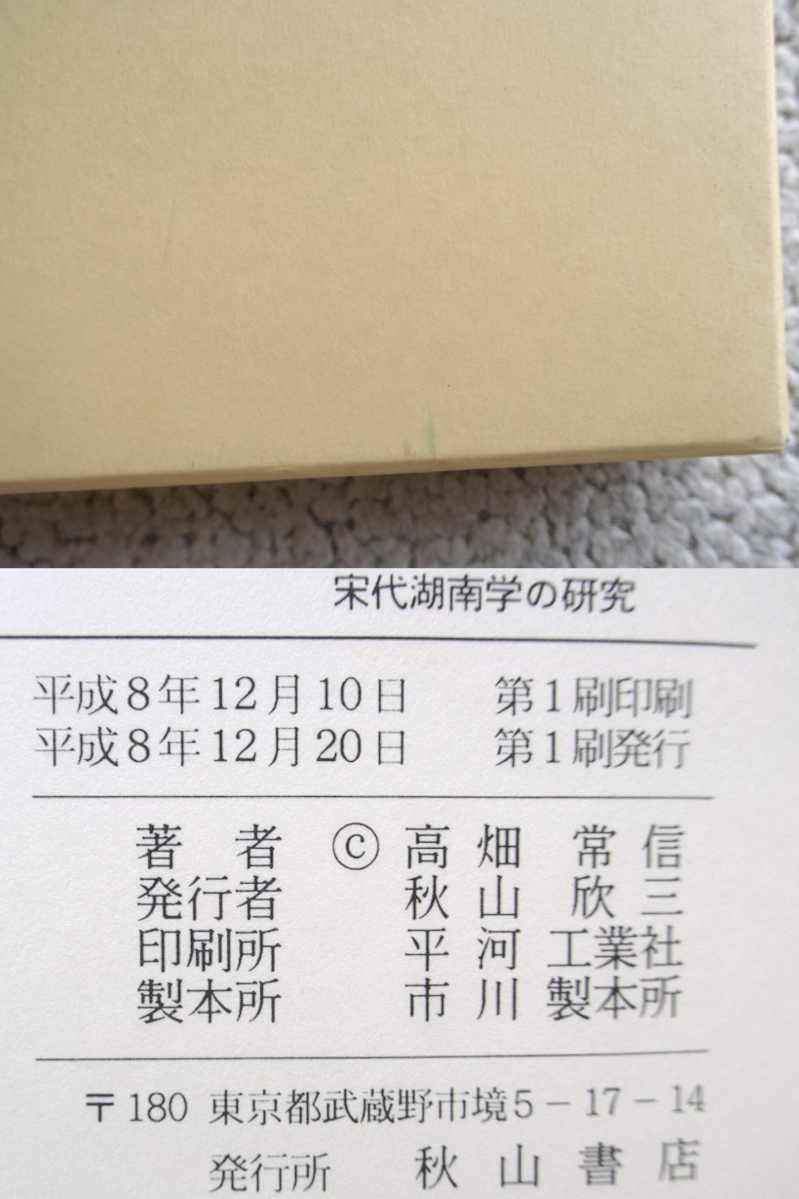 宋代湖南学の研究
平成8年12月10日 第1刷印刷
平成8年12月20日 第1刷発行
著者 ©高畑常信
発行者 秋山欣三
印刷所 平河工業社
製本所 市川製本所
〒180 東京都武蔵野市境5-17-14
発行所 秋山書店